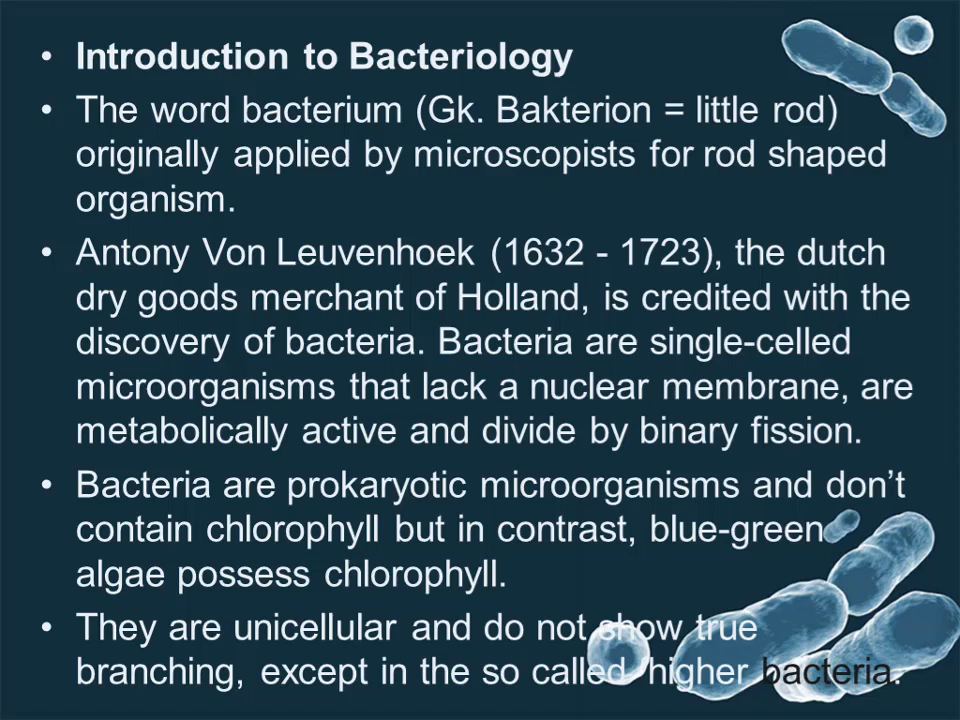 • Introduction to Bacteriology
• The word bacterium (Gk. Bakterion = little rod)
originally applied by microscopists for rod shaped
organism.
• Antony Von Leuvenhoek (1632 - 1723), the dutch
dry goods merchant of Holland, is credited with the
discovery of bacteria. Bacteria are single-celled
microorganisms that lack a nuclear membrane, are
metabolically active and divide by binary fission.
• Bacteria are prokaryotic microorganisms and don’t
contain chlorophyll but in contrast, blue-green
algae possess chlorophyll.
• They are unicellular and do not show true
branching, except in the so called ‘higher bacteria.